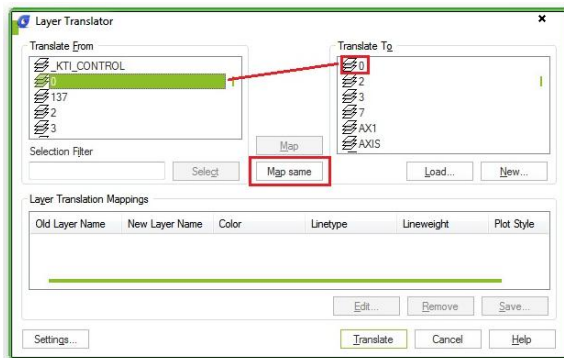 Layer Translator
Translate From
Translate To
_KTI_CONTROL
0
137
2
3
0
2
3
7
AX1
AXIS
Map
Selection Filter
Select
Map same
Load...
New...
Layer Translation Mappings
Old Layer Name New Layer Name Color Linetype Lineweight Plot Style
Edit... Remove Save...
Settings... Translate Cancel Help